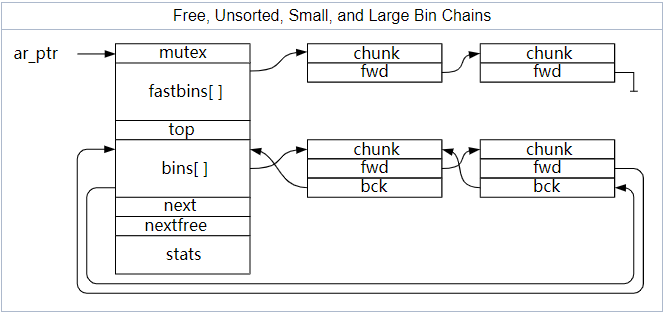 Free, Unsorted, Small, and Large Bin Chains
ar_ptr
mutex
fastbins[ ]
top
bins[ ]
next
nextfree
stats
chunk
fwd
chunk
fwd
chunk
fwd
bck
chunk
fwd
bck